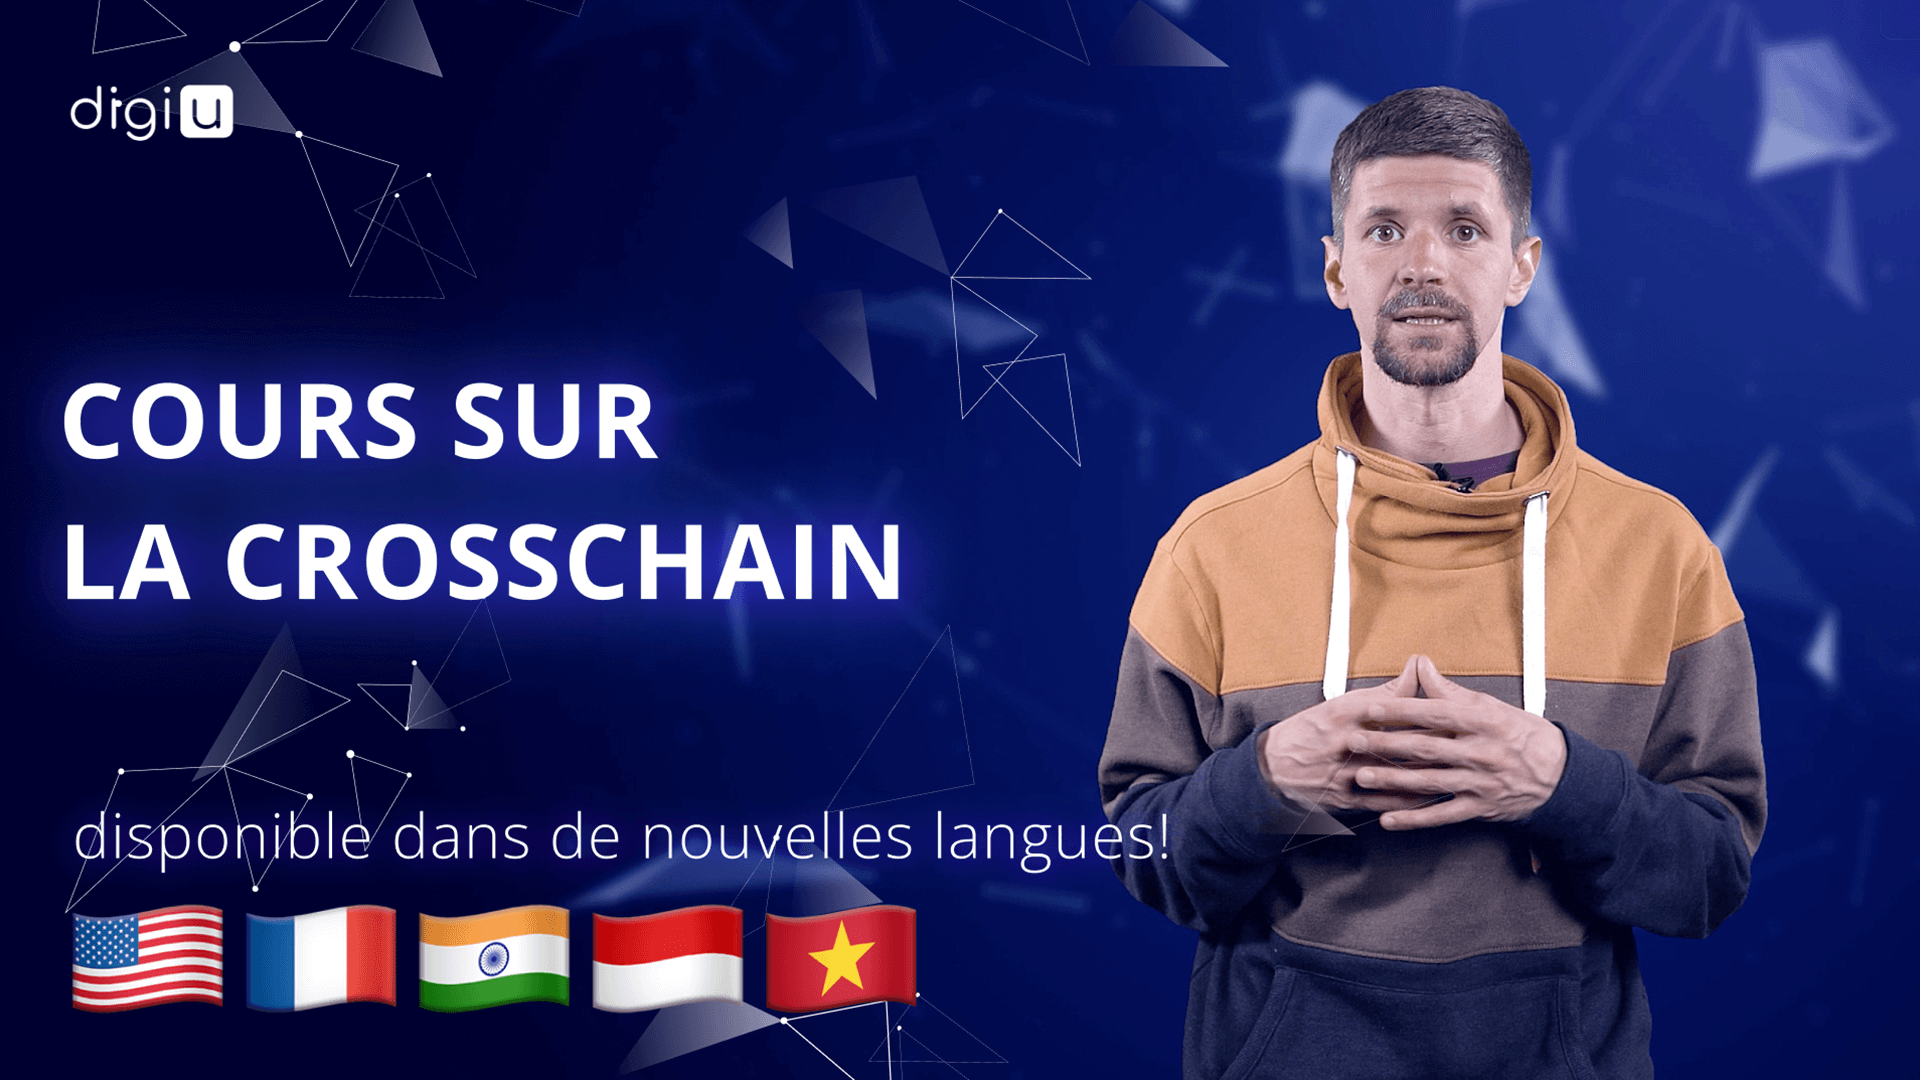 digi u
COURS SUR
LA CROSSCHAIN
disponible dans de nouvelles langues!